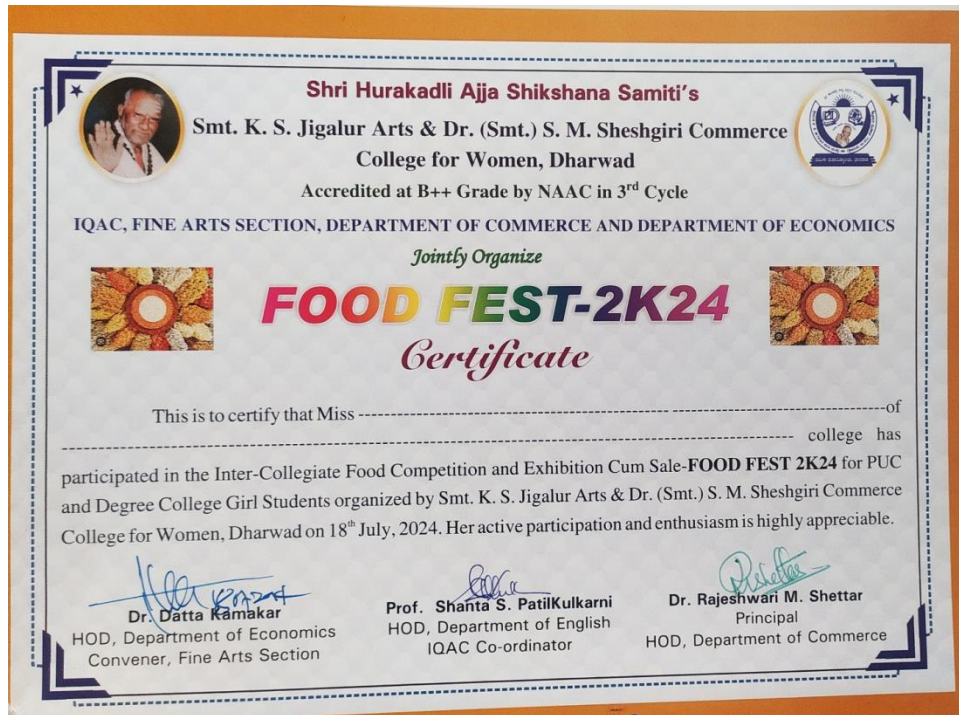 Shri Hurakadli Ajja Shikshana Samiti's
Smt. K. S. Jigalur Arts & Dr. (Smt.) S. M. Sheshgiri Commerce
College for Women, Dharwad
Accredited at B++ Grade by NAAC in 3rd Cycle
IQAC, FINE ARTS SECTION, DEPARTMENT OF COMMERCE AND DEPARTMENT OF ECONOMICS
Jointly Organize
FOOD FEST-2K24
Certificate
This is to certify that Miss ---------------------------------------------------------- ---------------------------------------of
------------------------------------------------------------------------------------------------------------- college has
participated in the Inter-Collegiate Food Competition and Exhibition Cum Sale-FOOD FEST 2K24 for PUC
and Degree College Girl Students organized by Smt. K. S. Jigalur Arts & Dr. (Smt.) S. M. Sheshgiri Commerce
College for Women, Dharwad on 18th July, 2024. Her active participation and enthusiasm is highly appreciable.
Dr. Datta Kamakar
HOD, Department of Economics
Convener, Fine Arts Section
Prof. Shanta S. PatilKulkarni
HOD, Department of English
IQAC Co-ordinator
Dr. Rajeshwari M. Shettar
Principal
HOD, Department of Commerce